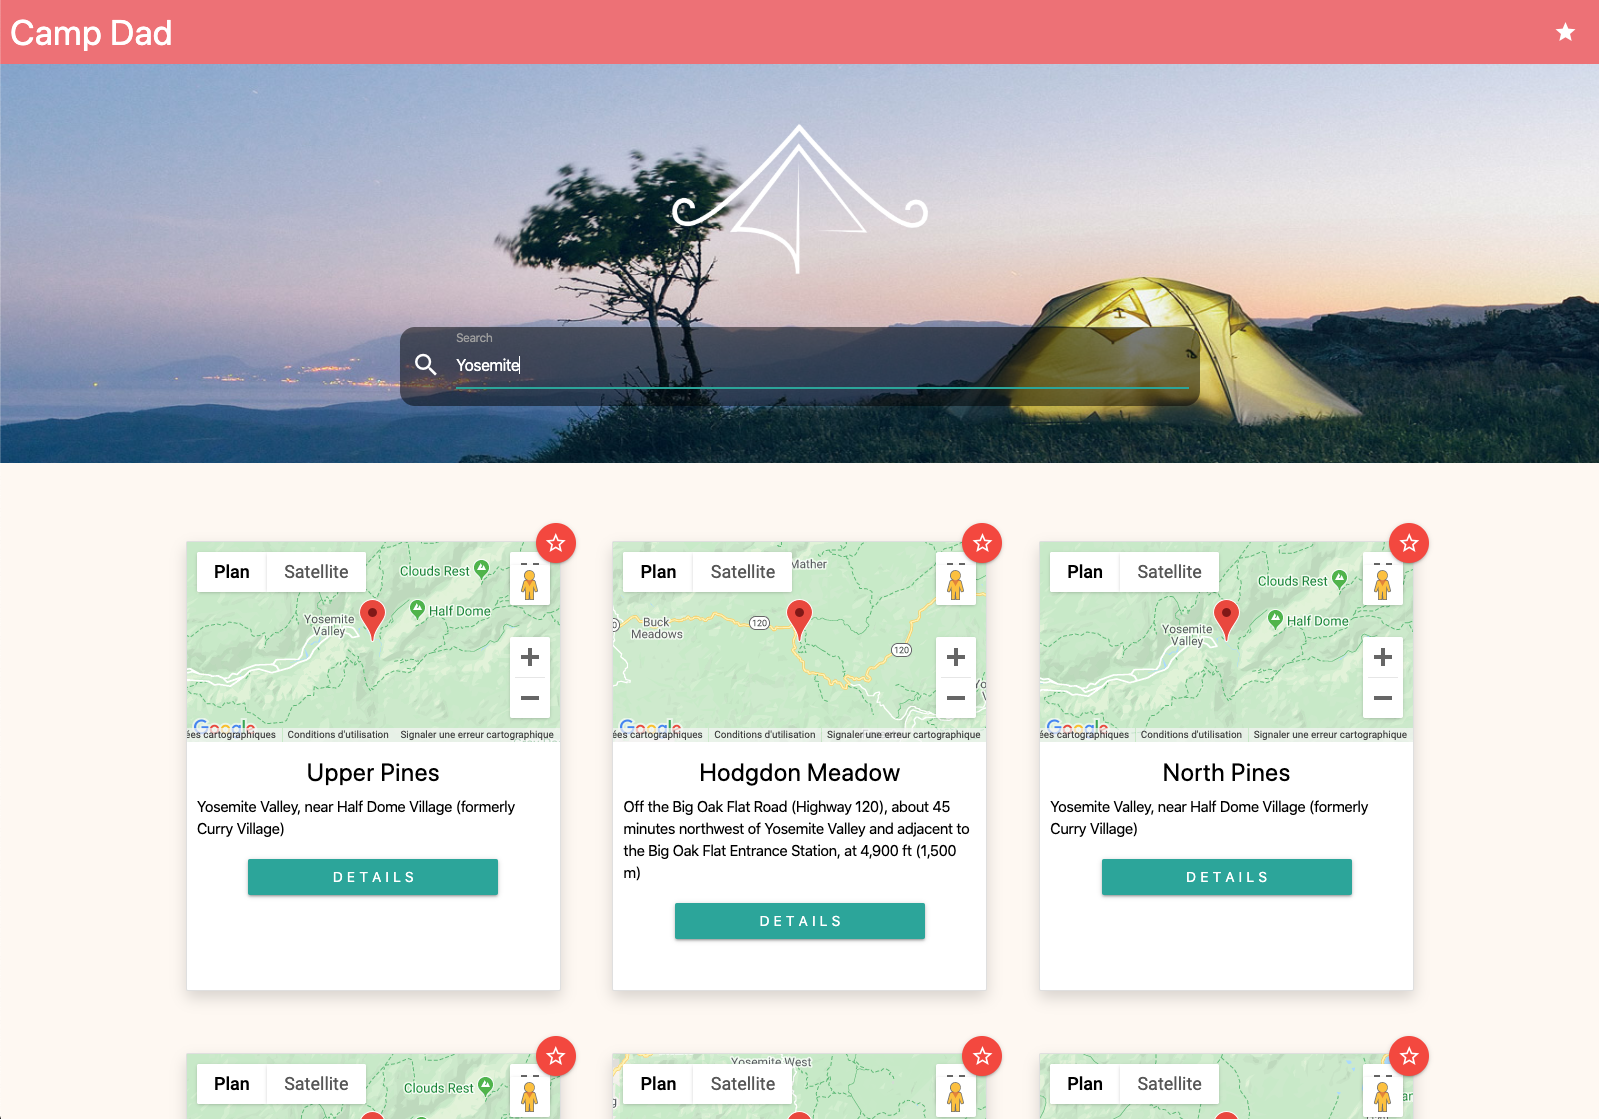 Camp Dad
Search
Yosemite
Plan
Satellite
Clouds Rest
Half Dome
Yosemite
Valley
Google
ées cartographiques
Conditions d'utilisation
Signaler une erreur cartographique
Upper Pines
Yosemite Valley, near Half Dome Village (formerly
Curry Village)
DETAILS
Plan
Satellite
Mather
Buck
Meadows
120
120
Google
ées cartographiques
Conditions d'utilisation
Signaler une erreur cartographique
Hodgdon Meadow
Off the Big Oak Flat Road (Highway 120), about 45
minutes northwest of Yosemite Valley and adjacent to
the Big Oak Flat Entrance Station, at 4,900 ft (1,500
m)
DETAILS
Plan
Satellite
Clouds Rest
Half Dome
Yosemite
Valley
Google
ées cartographiques
Conditions d'utilisation
Signaler une erreur cartographique
North Pines
Yosemite Valley, near Half Dome Village (formerly
Curry Village)
DETAILS
Plan
Satellite
Clouds Rest
Yosemite West
Plan
Satellite
Plan
Satellite